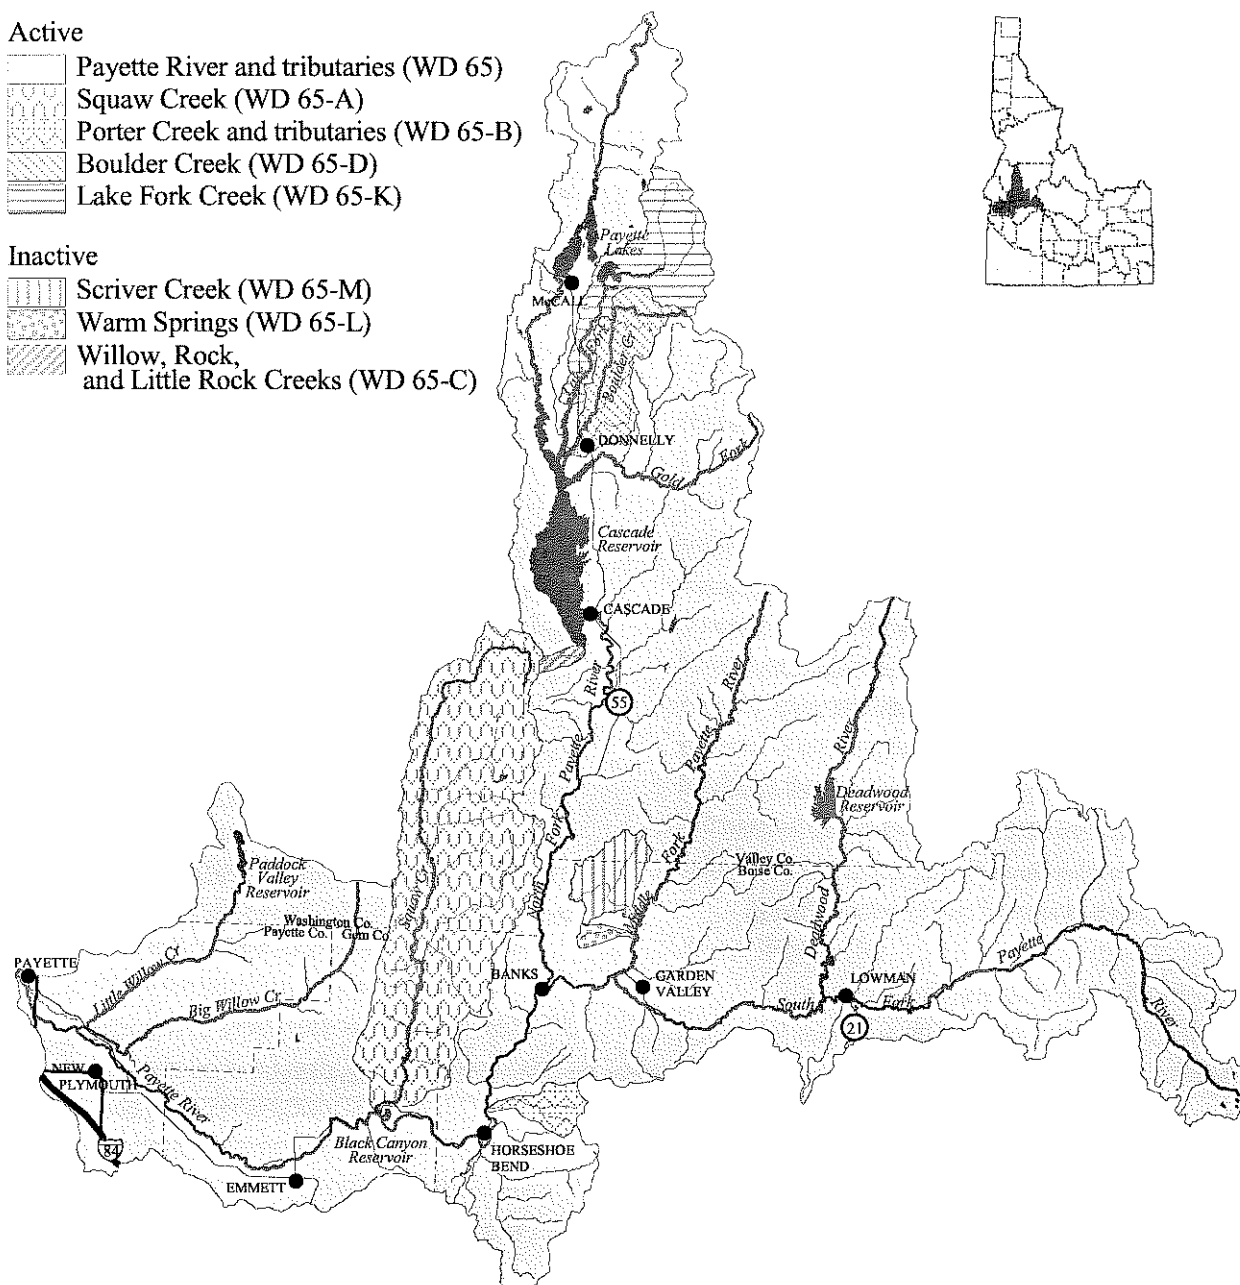 Active
Payette River and tributaries (WD 65)
Squaw Creek (WD 65-A)
Porter Creek and tributaries (WD 65-B)
Boulder Creek (WD 65-D)
Lake Fork Creek (WD 65-K)
Inactive
Scriver Creek (WD 65-M)
Warm Springs (WD 65-L)
Willow, Rock,
and Little Rock Creeks (WD 65-C)
Payette
Lakes
McCALL
Lake Fork
Boulder Cr
DONNELLY
Gold Fork
Cascade
Reservoir
CASCADE
55
North Fork Payette River
Middle Fork Payette River
Deadwood River
Deadwood
Reservoir
Valley Co.
Boise Co.
Squaw Cr
Paddock
Valley
Reservoir
Washington Co.
Payette Co. Gem Co.
PAYETTE
Little Willow Cr
Big Willow Cr
BANKS
GARDEN
VALLEY
LOWMAN
South Fork Payette River
21
NEW
PLYMOUTH
Payette River
84
Black Canyon
Reservoir
EMMETT
HORSESHOE
BEND